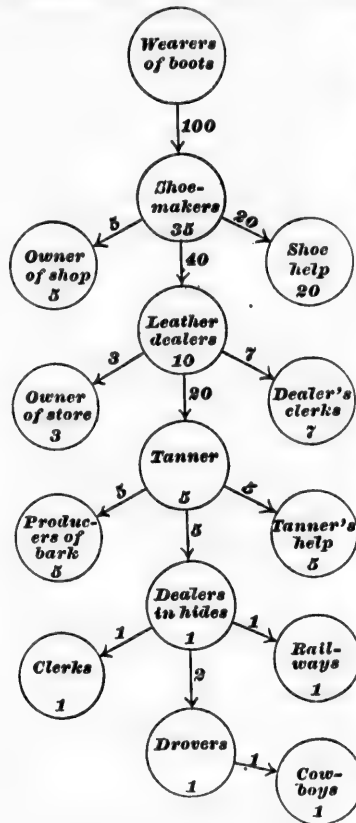 Wearers
of boots
100
Shoe-
makers
35
5
20
Owner
of shop
5
40
Shoe
help
20
Leather
dealers
10
3
7
Owner
of store
3
20
Dealer's
clerks
7
Tanner
5
5
5
Produc-
ers of
bark
5
5
Tanner's
help
5
Dealers
in hides
1
1
1
Clerks
1
2
Rail-
ways
1
Drovers
1
1
Cow-
boys
1